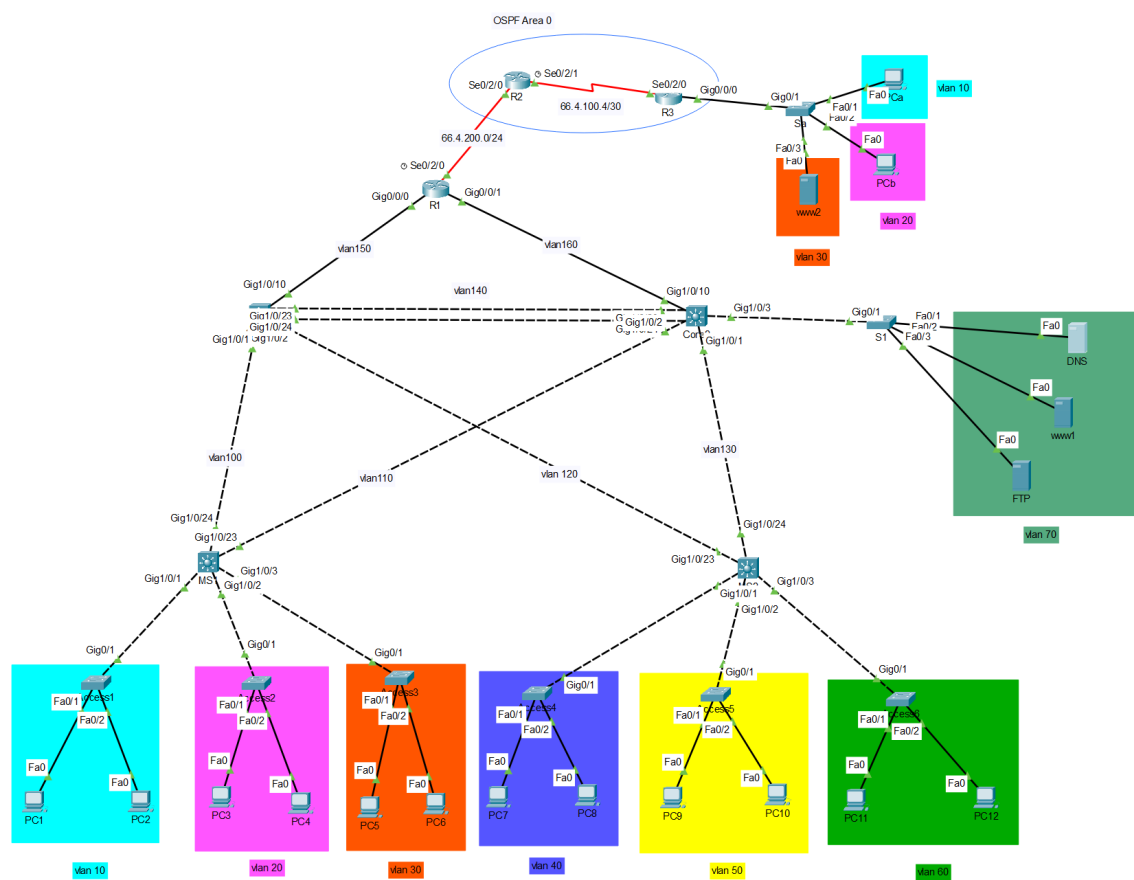 OSPF Area 0
Se0/2/1
Se0/2/0
R2
Se0/2/0
Gig0/0/0
R3
66.4.100.4/30
Gig0/1
Sa
Fa0/1
Fa0/2
Fa0
PCa
vlan 10
Fa0/3
Fa0
Fa0
PCb
www2
vlan 20
vlan 30
66.4.200.0/24
Se0/2/0
Gig0/0/0
Gig0/0/1
R1
vlan150
vlan160
Gig1/0/10
vlan140
Gig1/0/10
Gig1/0/23
Gig1/0/24
Gig1/0/1
Gig1/0/2
Gig1/0/2
Gig1/0/3
Gig1/0/1
Gig0/1
S1
Fa0/1
Fa0/2
Fa0/3
Fa0
DNS
Fa0
www1
Fa0
FTP
vlan 70
vlan100
vlan110
vlan 120
vlan130
Gig1/0/24
Gig1/0/23
Gig1/0/1
Gig1/0/3
Gig1/0/2
Gig1/0/24
Gig1/0/23
Gig1/0/3
Gig1/0/1
Gig1/0/2
Gig0/1
Access1
Fa0/1
Fa0/2
Fa0
Fa0
PC1
PC2
vlan 10
Gig0/1
Access2
Fa0/1
Fa0/2
Fa0
Fa0
PC3
PC4
vlan 20
Gig0/1
Access3
Fa0/1
Fa0/2
Fa0
Fa0
PC5
PC6
vlan 30
Gig0/1
Access4
Fa0/1
Fa0/2
Fa0
Fa0
PC7
PC8
vlan 40
Gig0/1
Access5
Fa0/1
Fa0/2
Fa0
Fa0
PC9
PC10
vlan 50
Gig0/1
Access6
Fa0/1
Fa0/2
Fa0
Fa0
PC11
PC12
vlan 60